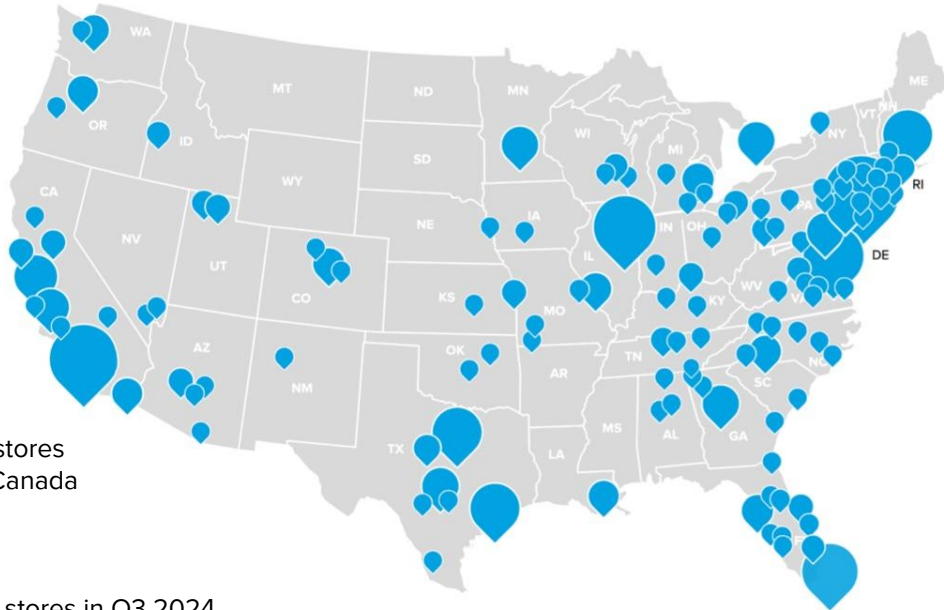 WA
ME
MT
ND
MN
VT
NH
OR
ID
WI
NY
SD
MI
WY
RI
CA
PA
IA
NE
NV
IN
OH
IL
UT
DE
CO
WV
VA
KS
MO
KY
AZ
OK
TN
NC
NM
AR
SC
MS
AL
GA
stores
TX
LA
Canada
stores in Q3 2024